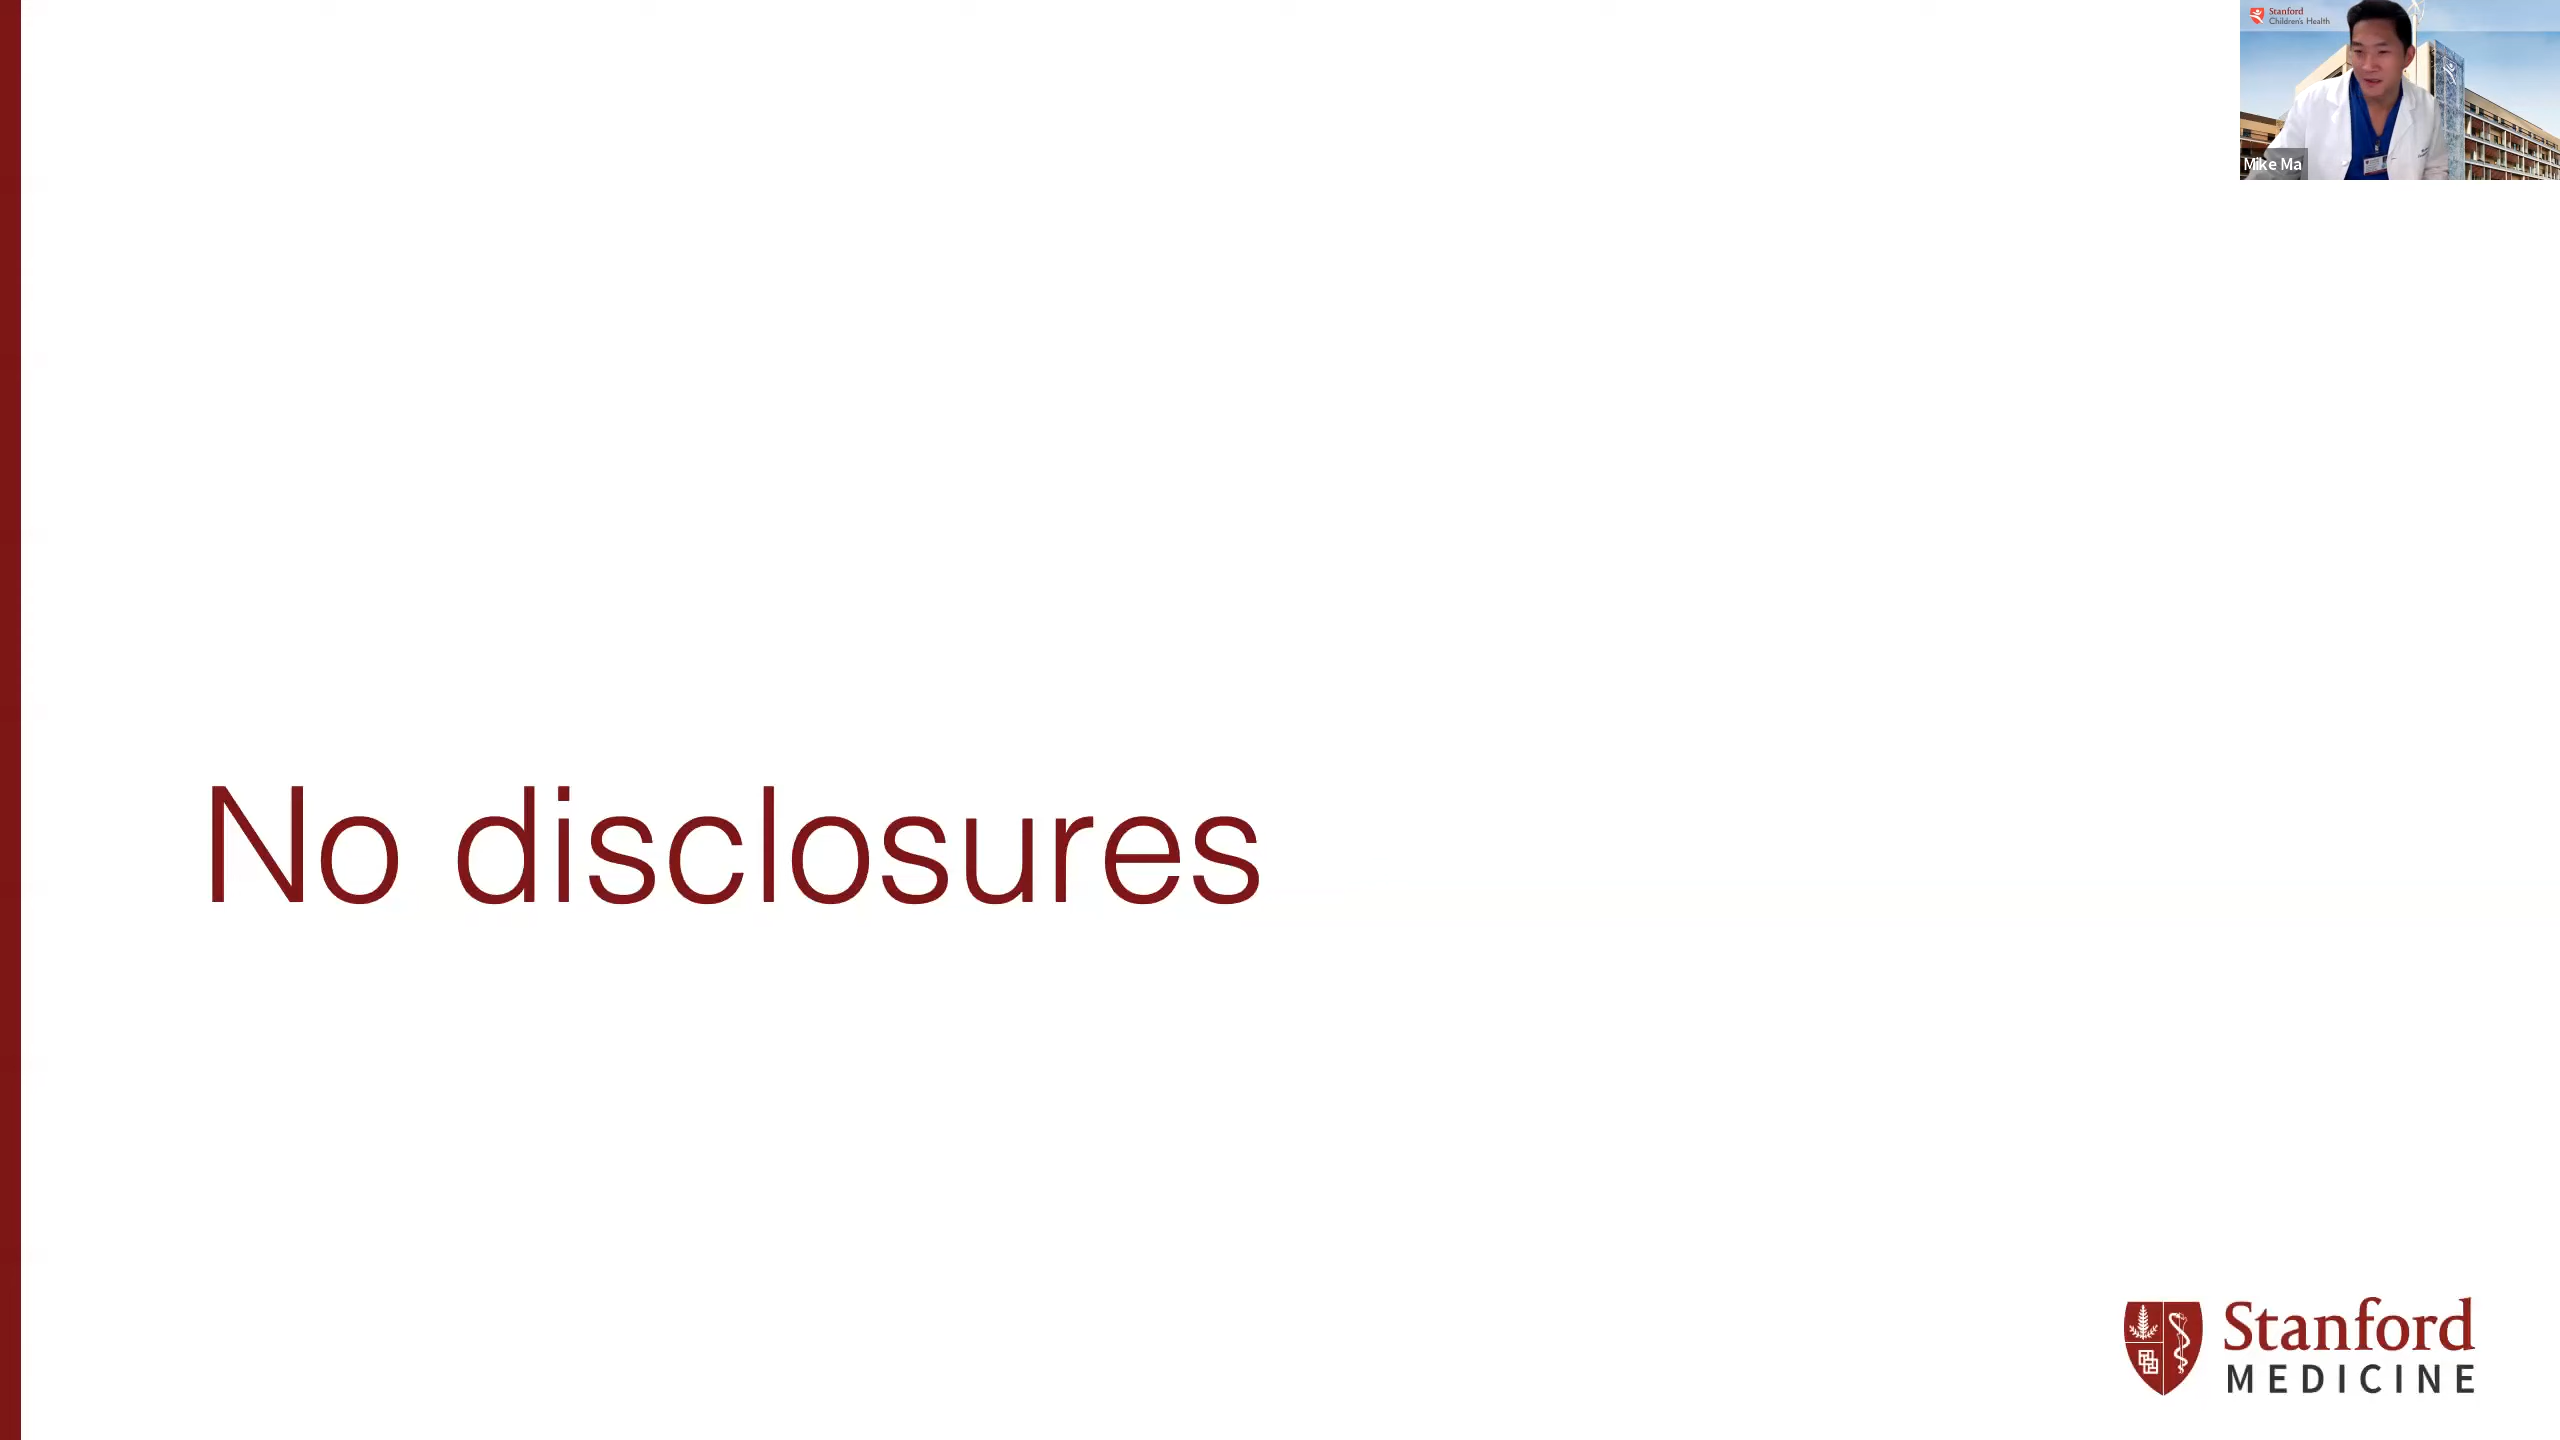 Stanford
Children's Health
Mike Ma
No disclosures
Stanford
MEDICINE